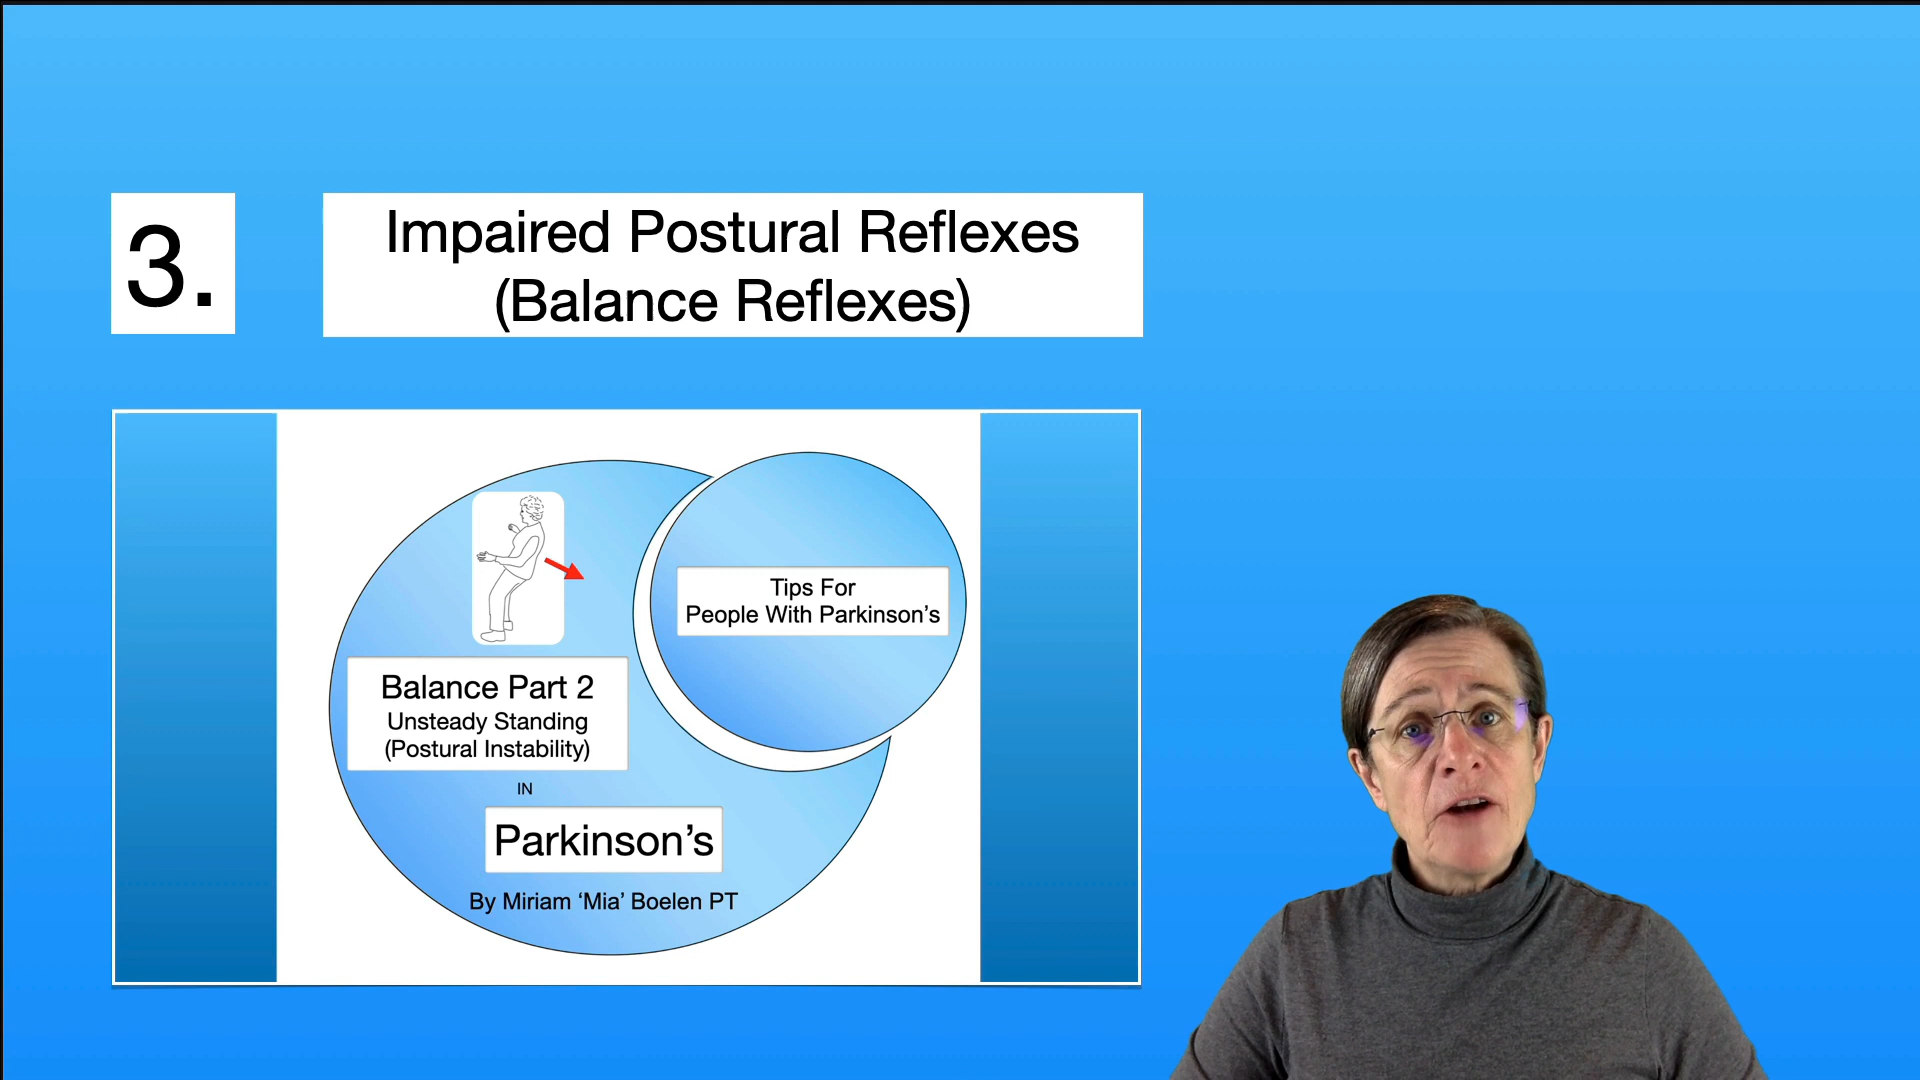 3.
Impaired Postural Reflexes
(Balance Reflexes)
Tips For
People With Parkinson’s
Balance Part 2
Unsteady Standing
(Postural Instability)
IN
Parkinson’s
By Miriam ‘Mia’ Boelen PT